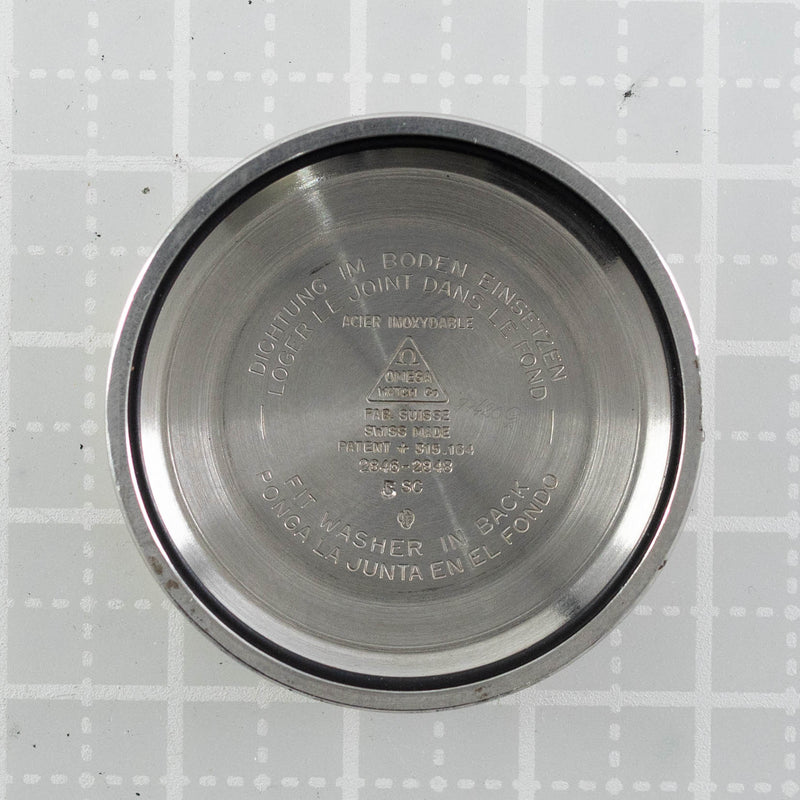 DICHTUNG IM BODEN EINSETZEN
LOGER LE JOINT DANS LE FOND
ACIER INOXYDABLE
Ω
OMEGA
WATCH Co
FAB. SUISSE
SWISS MADE
PATENT + 315.164
2846-2848
5 SC
FIT WASHER IN BACK
PONGA LA JUNTA EN EL FONDO